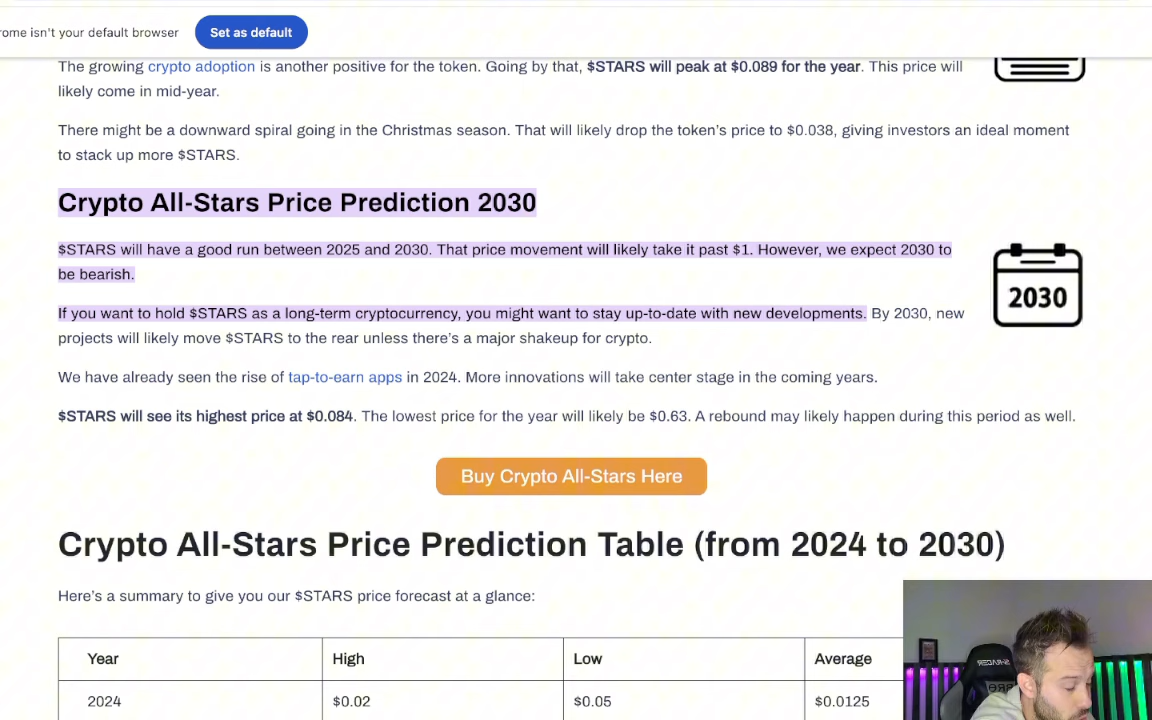 rome isn't your default browser
Set as default
The growing crypto adoption is another positive for the token. Going by that, $STARS will peak at $0.089 for the year. This price will
likely come in mid-year.
There might be a downward spiral going in the Christmas season. That will likely drop the token's price to $0.038, giving investors an ideal moment
to stack up more $STARS.
Crypto All-Stars Price Prediction 2030
$STARS will have a good run between 2025 and 2030. That price movement will likely take it past $1. However, we expect 2030 to
be bearish.
2030
If you want to hold $STARS as a long-term cryptocurrency, you might want to stay up-to-date with new developments. By 2030, new
projects will likely move $STARS to the rear unless there's a major shakeup for crypto.
We have already seen the rise of tap-to-earn apps in 2024. More innovations will take center stage in the coming years.
$STARS will see its highest price at $0.084. The lowest price for the year will likely be $0.63. A rebound may likely happen during this period as well.
Buy Crypto All-Stars Here
Crypto All-Stars Price Prediction Table (from 2024 to 2030)
Here's a summary to give you our $STARS price forecast at a glance:
Year High Low Average
2024 $0.02 $0.05 $0.0125